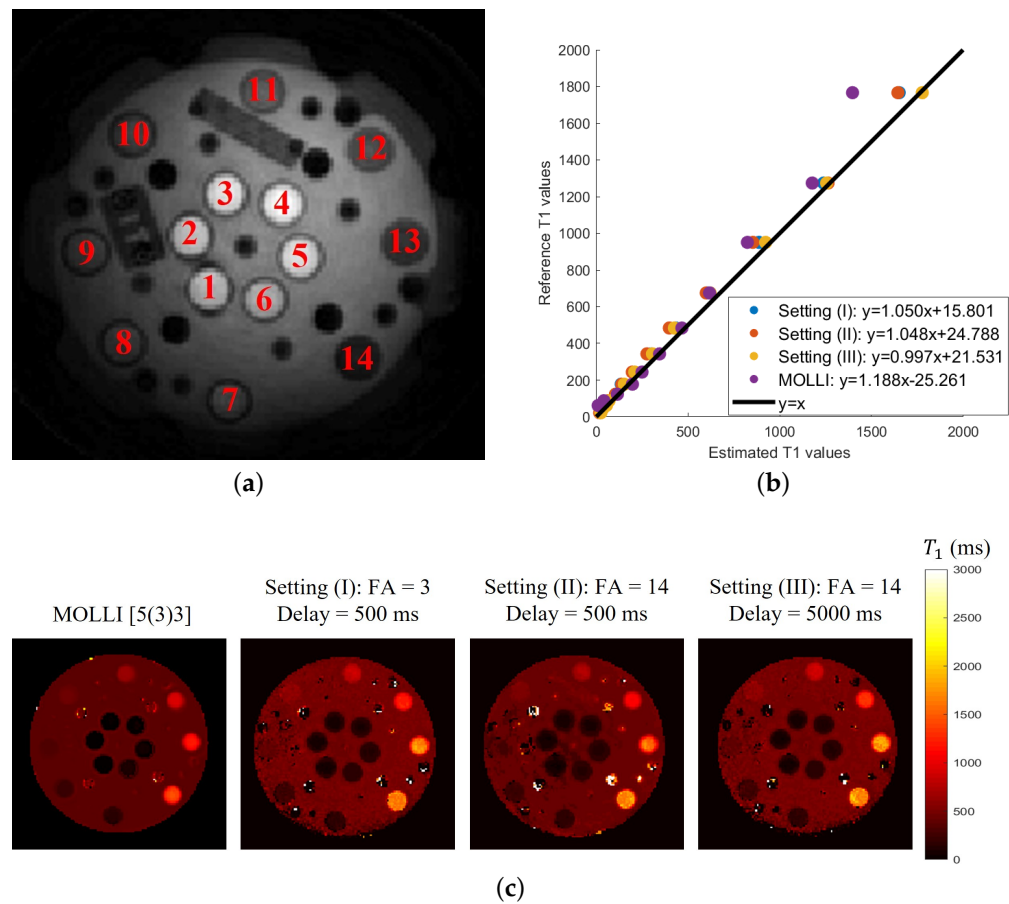 11
10
12
3
4
2
13
9
5
1
6
8
14
7
(a)
2000
1800
1600
1400
1200
1000
800
600
400
200
0
Reference T1 values
0
500
1000
1500
2000
Estimated T1 values
Setting (I): y=1.050x+15.801
Setting (II): y=1.048x+24.788
Setting (III): y=0.997x+21.531
MOLLI: y=1.188x-25.261
y=x
(b)
MOLLI [5(3)3]
Setting (I): FA = 3
Delay = 500 ms
Setting (II): FA = 14
Delay = 500 ms
Setting (III): FA = 14
Delay = 5000 ms
T₁ (ms)
3000
2500
2000
1500
1000
500
0
(c)